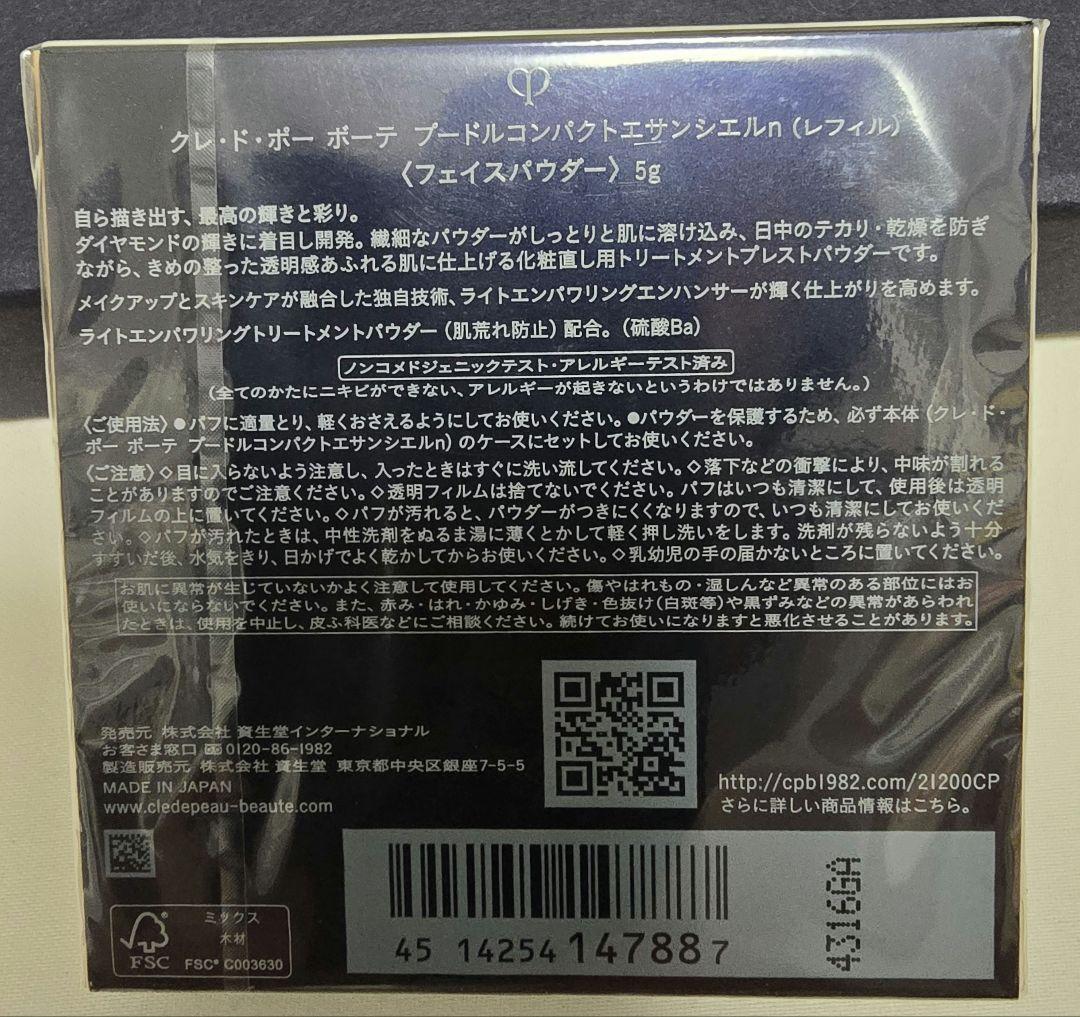 クレ・ド・ポー ボーテ プードルコンパクトエサンシエルn（レフィル）
〈フェイスパウダー〉5g
自ら描き出す、最高の輝きと彩り。
ダイヤモンドの輝きに着目し開発。繊細なパウダーがしっとりと肌に溶け込み、日中のテカリ・乾燥を防ぎ
ながら、きめの整った透明感あふれる肌に仕上げる化粧直し用トリートメントプレストパウダーです。
メイクアップとスキンケアが融合した独自技術、ライトエンパワリングエンハンサーが輝く仕上がりを高めます。
ライトエンパワリングトリートメントパウダー（肌荒れ防止）配合。（硫酸Ba）
ノンコメドジェニックテスト・アレルギーテスト済み
（全てのかたにニキビができない、アレルギーが起きないというわけではありません。）
〈ご使用法〉●パフに適量とり、軽くおさえるようにしてお使いください。●パウダーを保護するため、必ず本体（クレ・ド・
ポー ボーテ プードルコンパクトエサンシエルn）のケースにセットしてお使いください。
〈ご注意〉◇目に入らないよう注意し、入ったときはすぐに洗い流してください。◇落下などの衝撃により、中味が割れる
ことがありますのでご注意ください。◇透明フィルムは捨てないでください。パフはいつも清潔にして、使用後は透明
フィルムの上に置いてください。◇パフが汚れると、パウダーがつきにくくなりますので、いつも清潔にしてお使いくだ
さい。◇パフが汚れたときは、中性洗剤をぬるま湯に薄くとかして軽く押し洗いをします。洗剤が残らないよう十分
すすいだ後、水気をきり、日かげでよく乾かしてからお使いください。◇乳幼児の手の届かないところに置いてください。
お肌に異常が生じていないかよく注意して使用してください。傷やはれもの・湿しんなど異常のある部位にはお
使いにならないでください。また、赤み・はれ・かゆみ・しげき・色抜け（白斑等）や黒ずみなどの異常があらわれ
たときは、使用を中止し、皮ふ科医などにご相談ください。続けてお使いになりますと悪化させることがあります。
発売元 株式会社 資生堂インターナショナル
お客さま窓口 0120-86-1982
製造販売元 株式会社 資生堂 東京都中央区銀座7-5-5
MADE IN JAPAN
www.cledepeau-beaute.com
http://cpb1982.com/21200CP
さらに詳しい商品情報はこちら。
4514254147887
4316GA
ミックス
木材
FSC
FSC® C003630